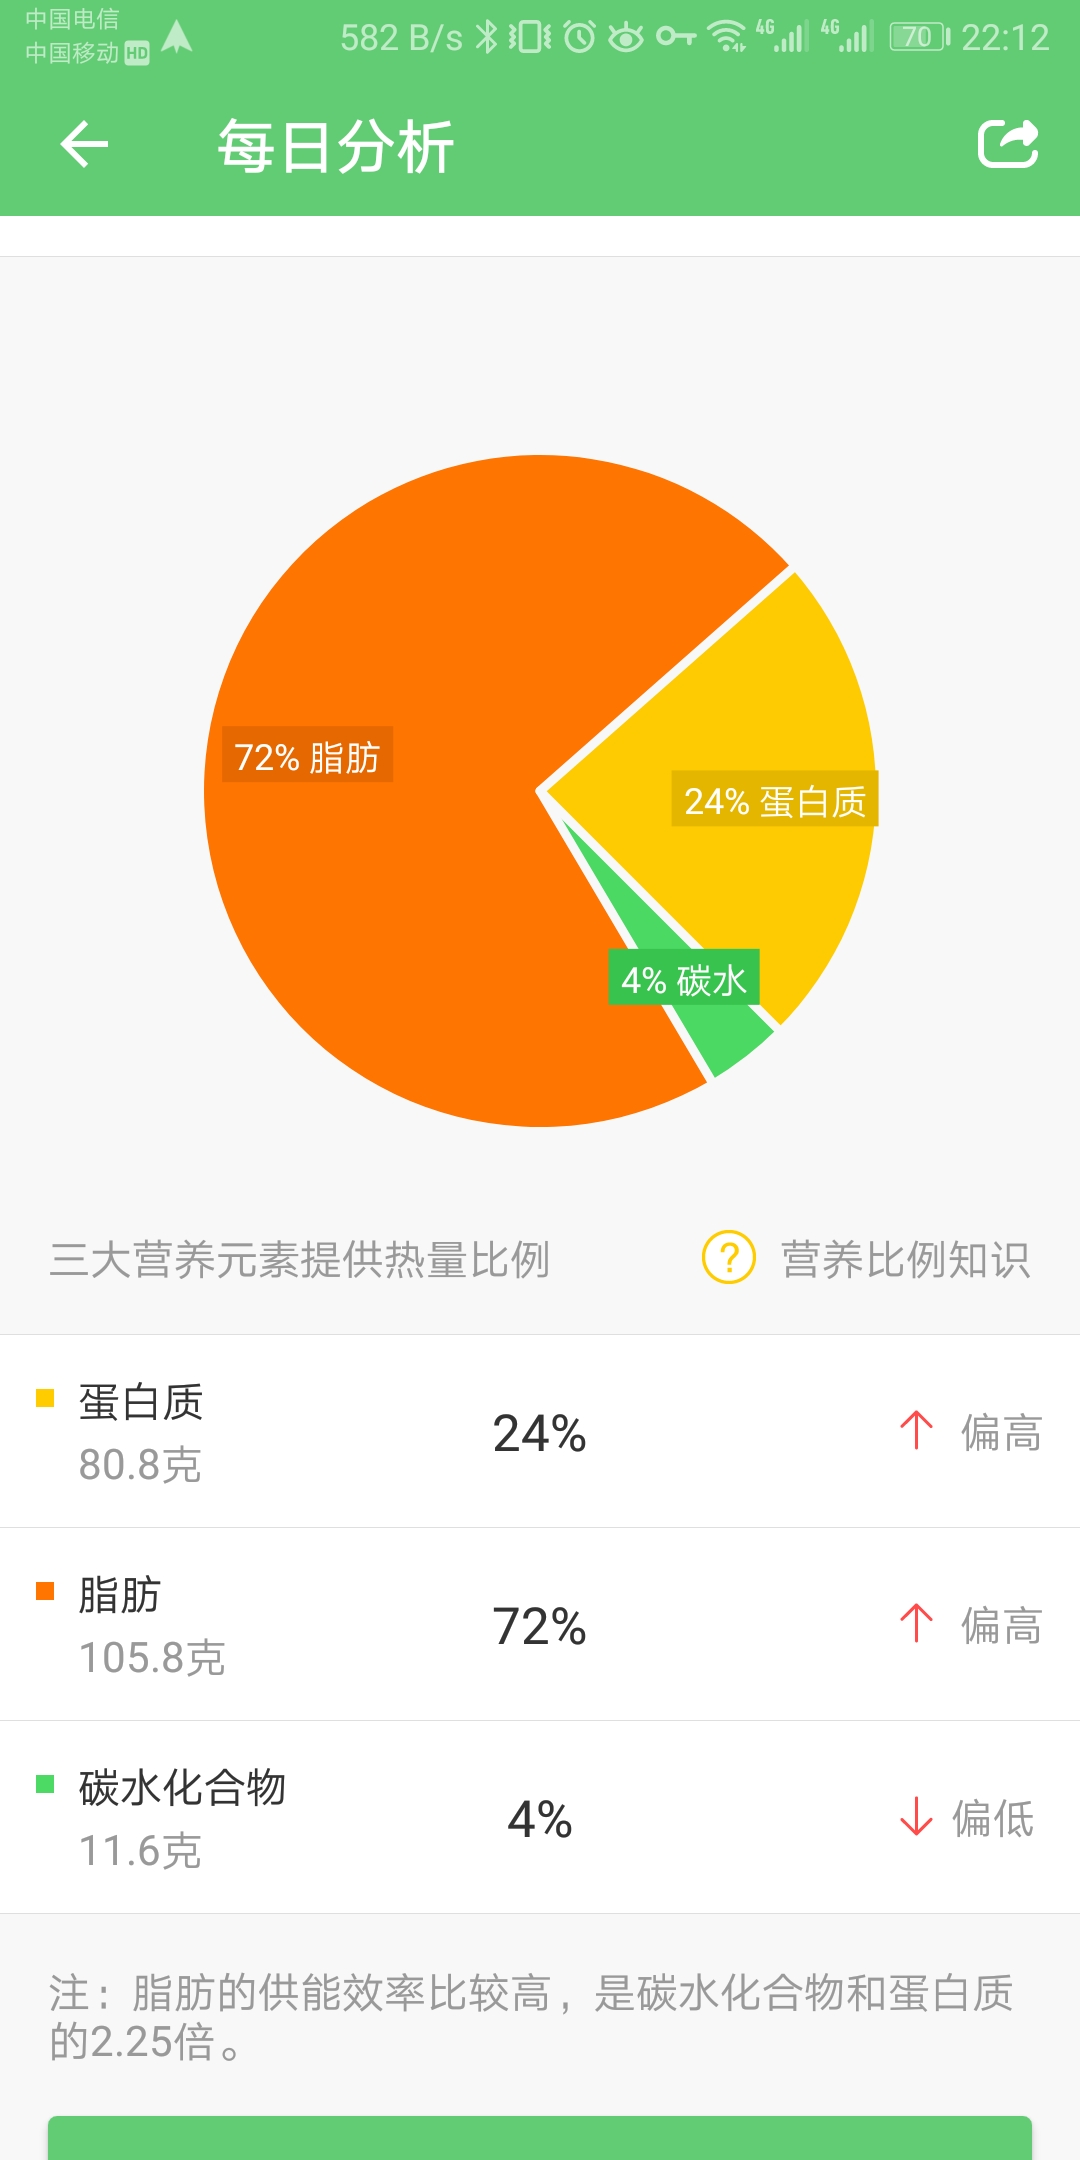 中国电信
中国移动 HD
582 B/s 4G 4G 70 22:12
每日分析
72% 脂肪
24% 蛋白质
4% 碳水
三大营养元素提供热量比例
? 营养比例知识
蛋白质
80.8克
24%
偏高
脂肪
105.8克
72%
偏高
碳水化合物
11.6克
4%
偏低
注：脂肪的供能效率比较高，是碳水化合物和蛋白质
的2.25倍。